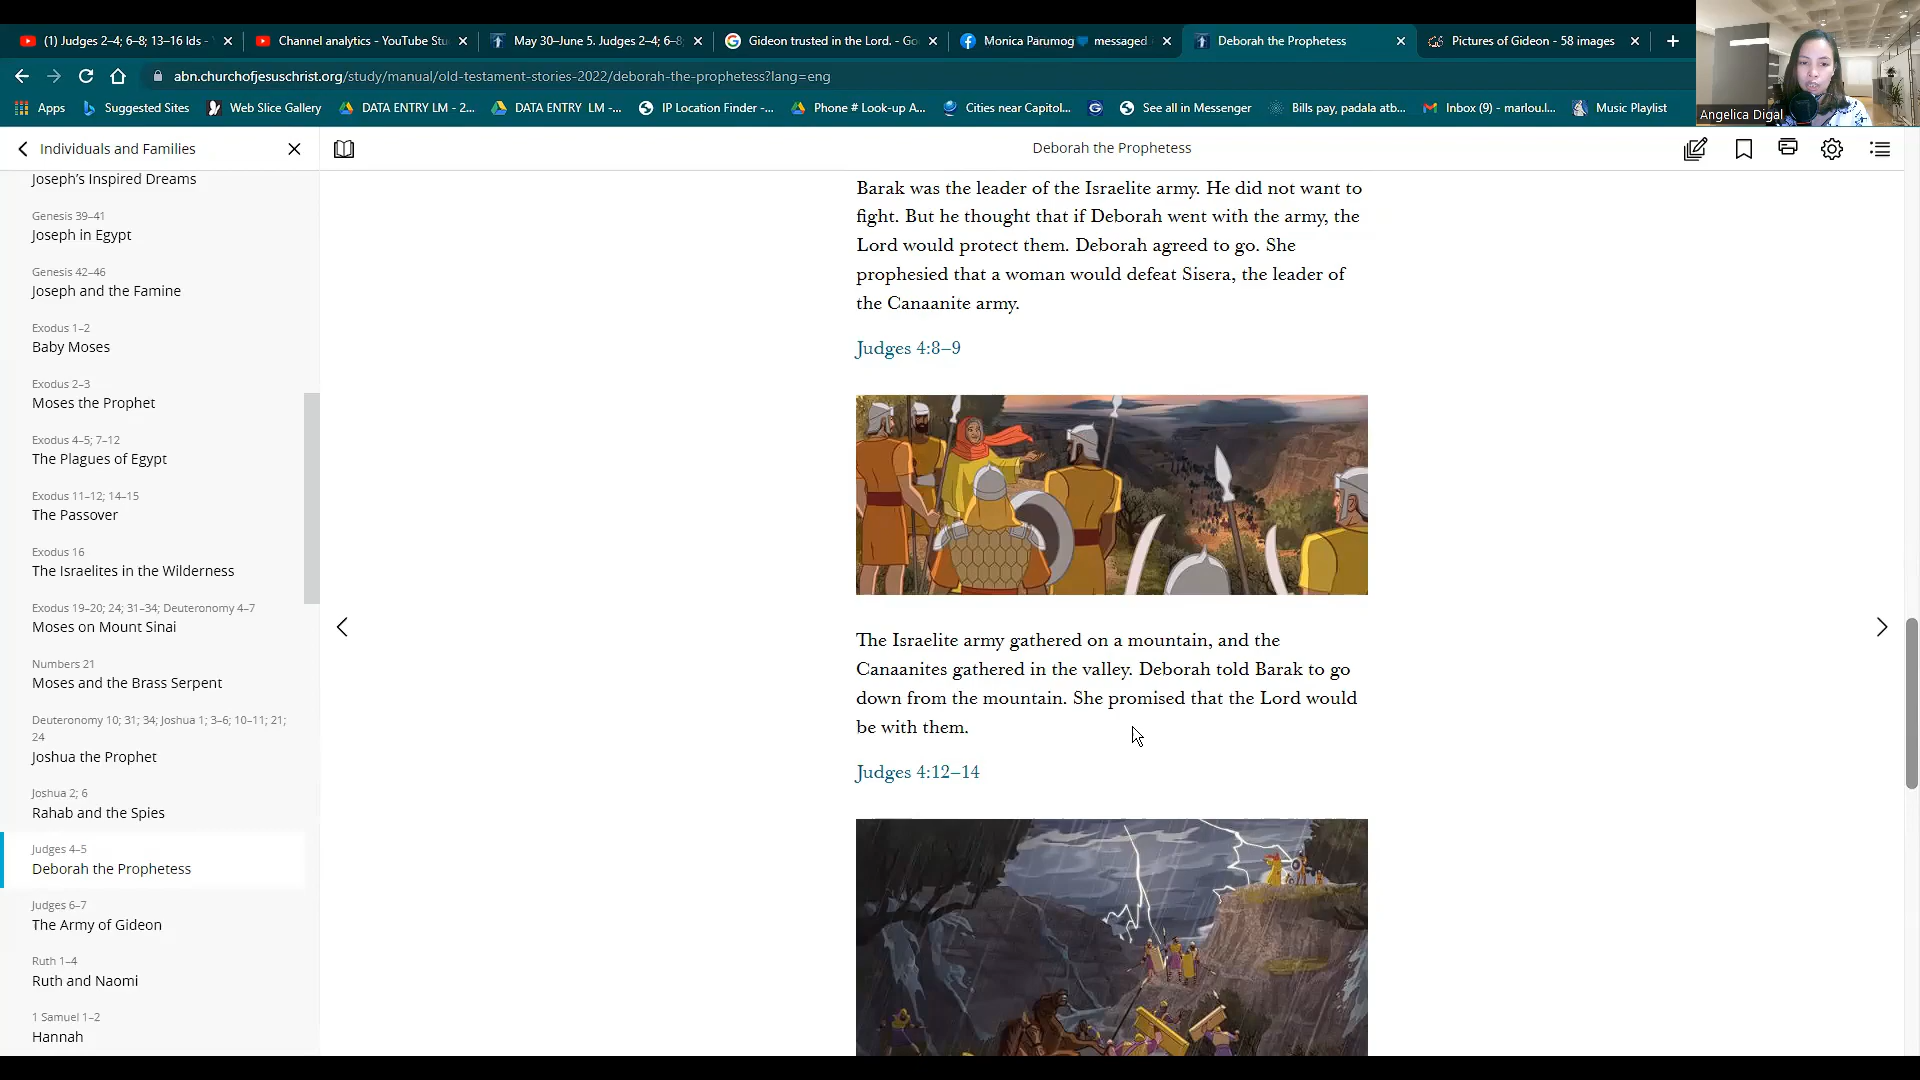 (1) Judges 2–4; 6–8; 13–16 lds -
Channel analytics - YouTube Stu
May 30–June 5. Judges 2–4; 6–8;
Gideon trusted in the Lord. - Go
Monica Parumog💙 messaged
Deborah the Prophetess
Pictures of Gideon - 58 images
abn.churchofjesuschrist.org/study/manual/old-testament-stories-2022/deborah-the-prophetess?lang=eng
Apps
Suggested Sites
Web Slice Gallery
DATA ENTRY LM - 2...
DATA ENTRY LM -...
IP Location Finder -...
Phone # Look-up A...
Cities near Capitol...
See all in Messenger
Bills pay, padala atb...
Inbox (9) - marlou.l...
Music Playlist
Angelica Digal
Individuals and Families
Deborah the Prophetess
Joseph's Inspired Dreams
Genesis 39–41
Joseph in Egypt
Genesis 42–46
Joseph and the Famine
Exodus 1–2
Baby Moses
Exodus 2–3
Moses the Prophet
Exodus 4–5; 7–12
The Plagues of Egypt
Exodus 11–12; 14–15
The Passover
Exodus 16
The Israelites in the Wilderness
Exodus 19–20; 24; 31–34; Deuteronomy 4–7
Moses on Mount Sinai
Numbers 21
Moses and the Brass Serpent
Deuteronomy 10; 31; 34; Joshua 1; 3–6; 10–11; 21;
24
Joshua the Prophet
Joshua 2; 6
Rahab and the Spies
Judges 4–5
Deborah the Prophetess
Judges 6–7
The Army of Gideon
Ruth 1–4
Ruth and Naomi
1 Samuel 1–2
Hannah
Barak was the leader of the Israelite army. He did not want to
fight. But he thought that if Deborah went with the army, the
Lord would protect them. Deborah agreed to go. She
prophesied that a woman would defeat Sisera, the leader of
the Canaanite army.
Judges 4:8–9
The Israelite army gathered on a mountain, and the
Canaanites gathered in the valley. Deborah told Barak to go
down from the mountain. She promised that the Lord would
be with them.
Judges 4:12–14